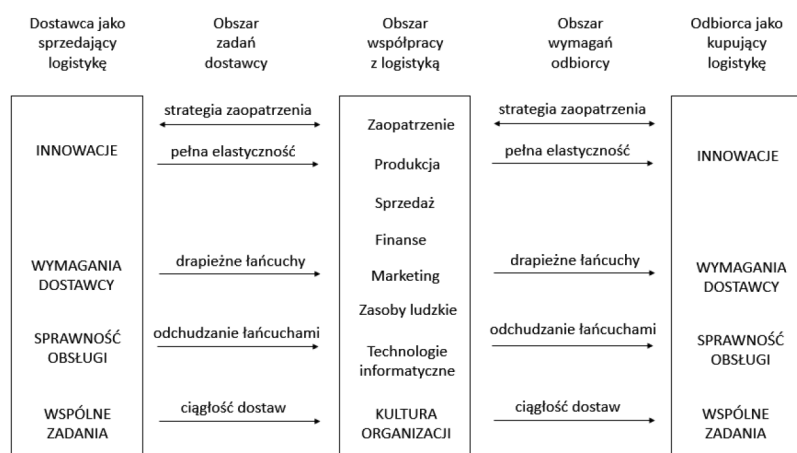 Dostawca jako
sprzedający
logistykę
Obszar
zadań
dostawcy
Obszar
współpracy
z logistyką
Obszar
wymagań
odbiorcy
Odbiorca jako
kupujący
logistykę
INNOWACJE
WYMAGANIA
DOSTAWCY
SPRAWNOŚĆ
OBSŁUGI
WSPÓLNE
ZADANIA
strategia zaopatrzenia
pełna elastyczność
drapieżne łańcuchy
odchudzanie łańcuchami
ciągłość dostaw
Zaopatrzenie
Produkcja
Sprzedaż
Finanse
Marketing
Zasoby ludzkie
Technologie
informatyczne
KULTURA
ORGANIZACJI
strategia zaopatrzenia
pełna elastyczność
drapieżne łańcuchy
odchudzanie łańcuchami
ciągłość dostaw
INNOWACJE
WYMAGANIA
DOSTAWCY
SPRAWNOŚĆ
OBSŁUGI
WSPÓLNE
ZADANIA